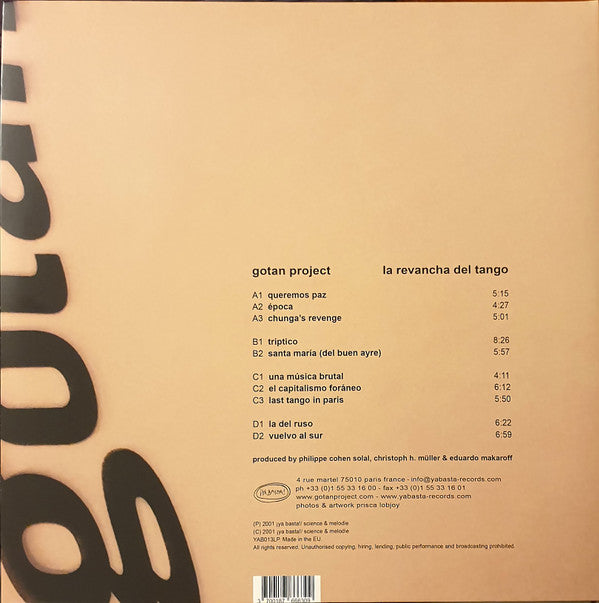 gotan
gotan project la revancha del tango
A1 queremos paz 5:15
A2 época 4:27
A3 chunga's revenge 5:01
B1 tríptico 8:26
B2 santa maría (del buen ayre) 5:57
C1 una música brutal 4:11
C2 el capitalismo foráneo 6:12
C3 last tango in paris 5:50
D1 la del ruso 6:22
D2 vuelvo al sur 6:59
produced by philippe cohen solal, christoph h. müller & eduardo makaroff
4 rue martel 75010 paris france - info@yabasta-records.com
ph +33 (0)1 55 33 16 00 - fax +33 (0)1 55 33 16 01
¡YA BASTA!
www.gotanproject.com - www.yabasta-records.com
photos & artwork prisca lobjoy
(P) 2001 ¡ya basta!/ science & melodie
(C) 2001 ¡ya basta!/ science & melodie
YAB013LP. Made in the EU.
All rights reserved. Unauthorised copying, hiring, lending, public performance and broadcasting prohibited.
3 700187 666309